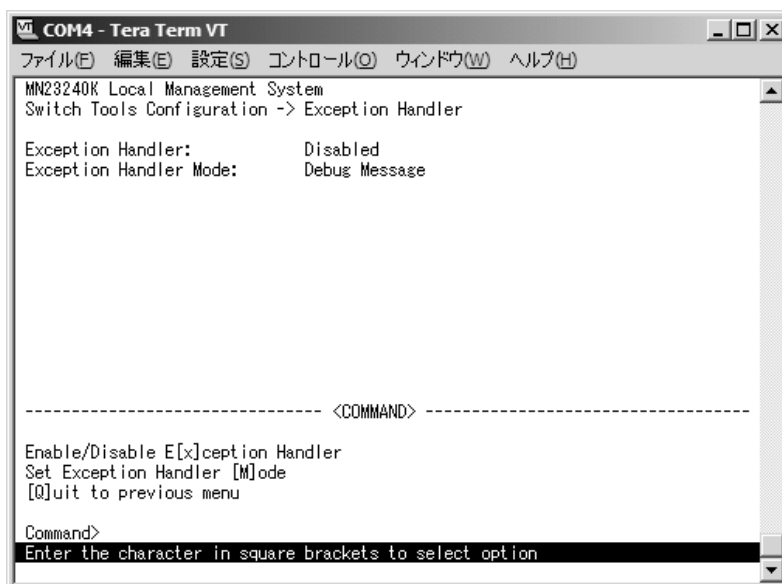 COM4 - Tera Term VT
ファイル(F) 編集(E) 設定(S) コントロール(O) ウィンドウ(W) ヘルプ(H)
MN23240K Local Management System
Switch Tools Configuration -> Exception Handler
Exception Handler: Disabled
Exception Handler Mode: Debug Message
------------------------------- <COMMAND> ----------------------------------
Enable/Disable E[x]ception Handler
Set Exception Handler [M]ode
[Q]uit to previous menu
Command>
Enter the character in square brackets to select option